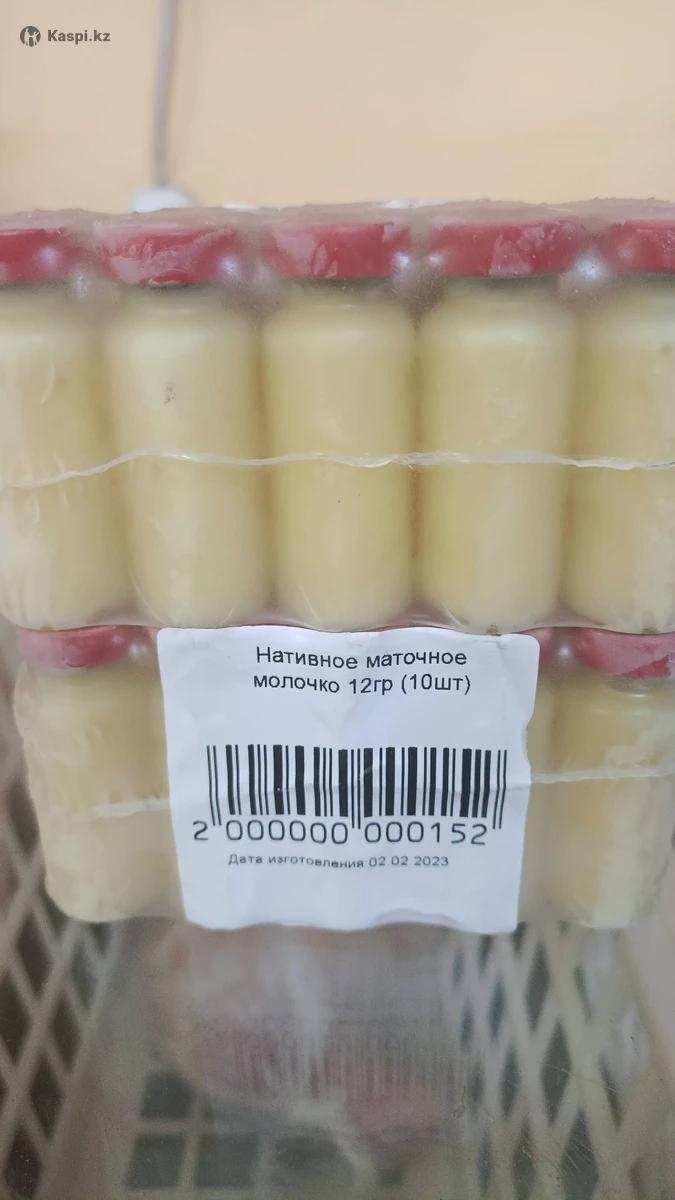 Kaspi.kz
Нативное маточное
молочко 12гр (10шт)
2 000000 000152
Дата изготовления:02.02.2023